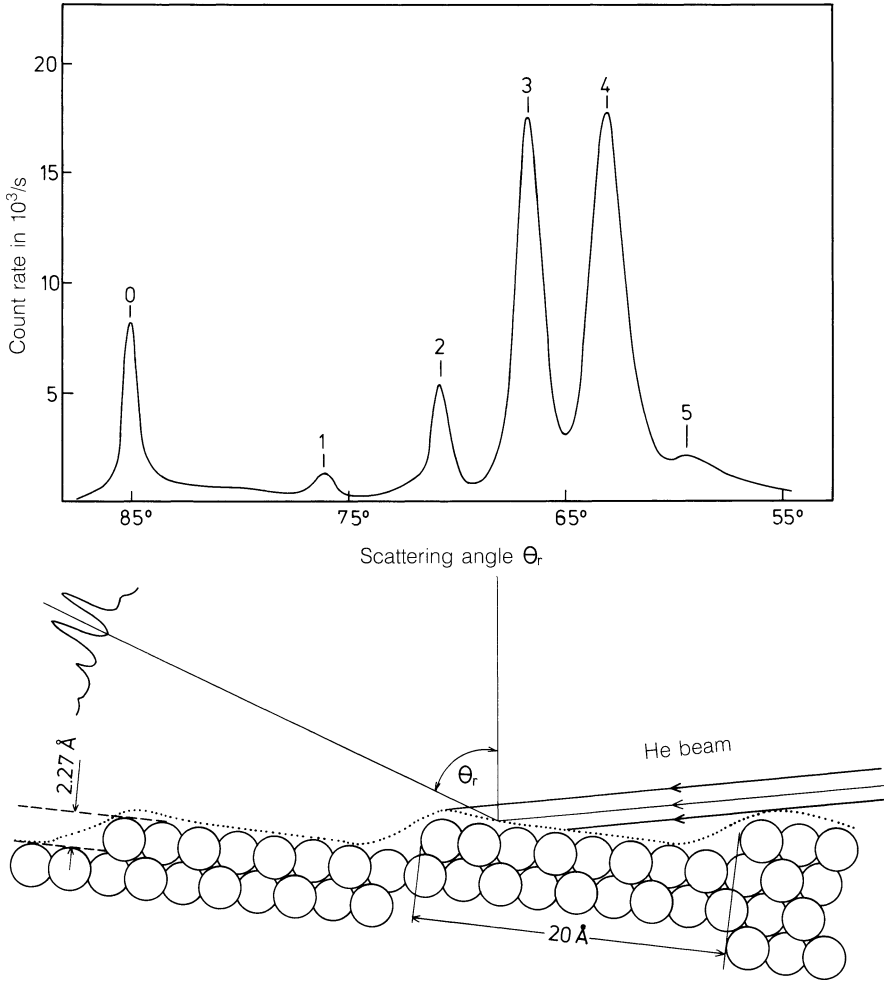 20
15
10
5
Count rate in 10³/s
0
1
2
3
4
5
85° 75° 65° 55°
Scattering angle Θᵣ
2.27 Å
Θᵣ
He beam
20 Å